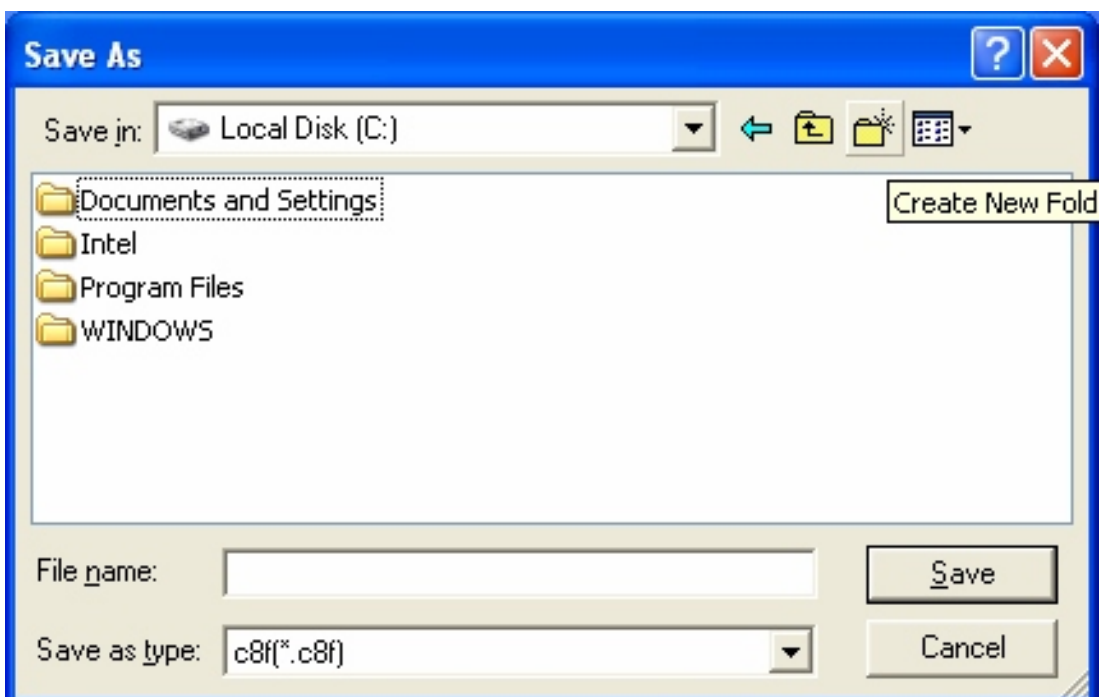 Save As
Save in: Local Disk (C:)
Create New Fold
Documents and Settings
Intel
Program Files
WINDOWS
File name:
Save
Save as type: c8f(*.c8f)
Cancel